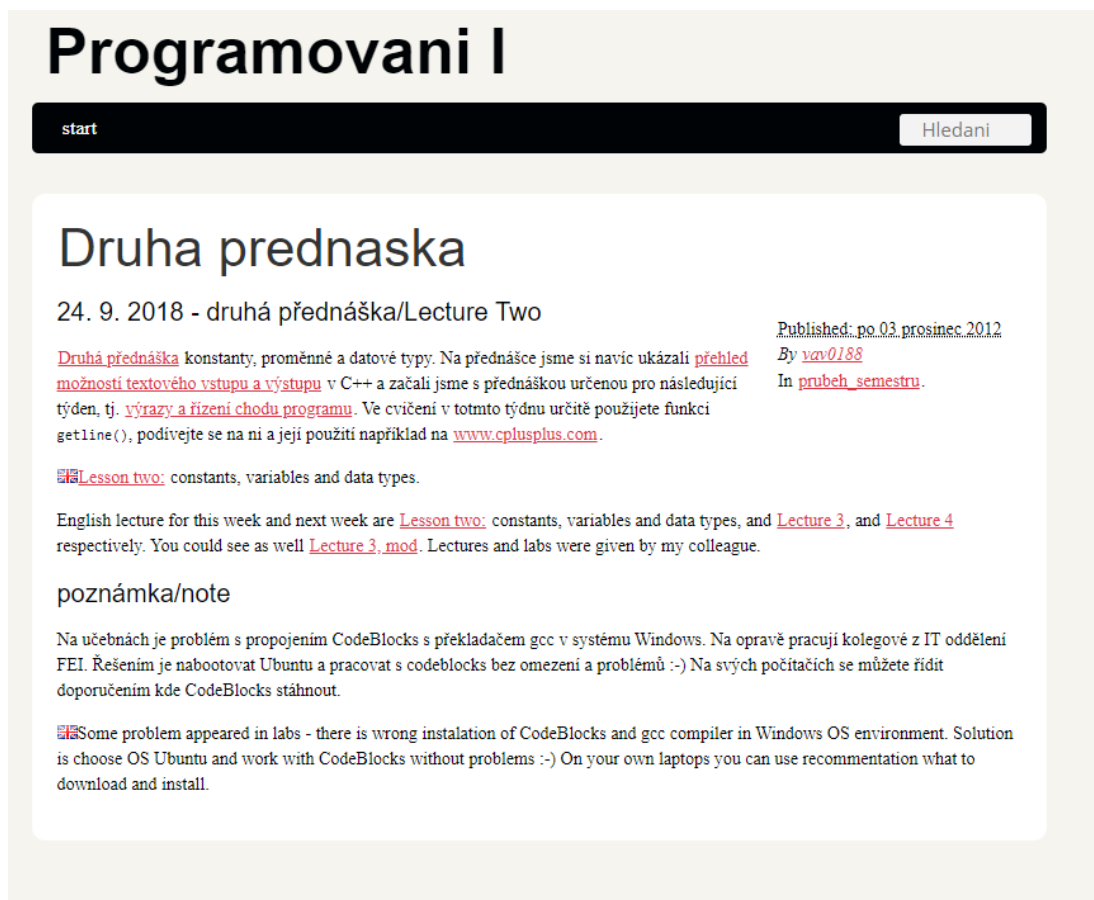 Programovani I
start
Hledani
Druha prednaska
24. 9. 2018 - druhá přednáška/Lecture Two
Published: po 03 prosinec 2012
By vav0188
In prubeh_semestru.
Druhá přednáška konstanty, proměnné a datové typy. Na přednášce jsme si navíc ukázali přehled
možností textového vstupu a výstupu v C++ a začali jsme s přednáškou určenou pro následující
týden, tj. výrazy a řízení chodu programu. Ve cvičení v totmto týdnu určitě použijete funkci
getline(), podívejte se na ni a její použití například na www.cplusplus.com.
Lesson two: constants, variables and data types.
English lecture for this week and next week are Lesson two: constants, variables and data types, and Lecture 3, and Lecture 4
respectively. You could see as well Lecture 3, mod. Lectures and labs were given by my colleague.
poznámka/note
Na učebnách je problém s propojením CodeBlocks s překladačem gcc v systému Windows. Na opravě pracují kolegové z IT oddělení
FEI. Řešením je nabootovat Ubuntu a pracovat s codeblocks bez omezení a problémů :-) Na svých počítačích se můžete řídit
doporučením kde CodeBlocks stáhnout.
Some problem appeared in labs - there is wrong instalation of CodeBlocks and gcc compiler in Windows OS environment. Solution
is choose OS Ubuntu and work with CodeBlocks without problems :-) On your own laptops you can use recommentation what to
download and install.